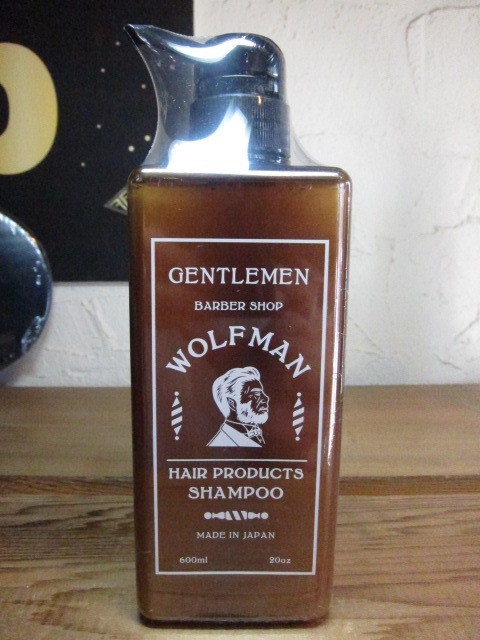 GENTLEMEN
BARBER SHOP
WOLFMAN
HAIR PRODUCTS
SHAMPOO
MADE IN JAPAN
600ml 20oz